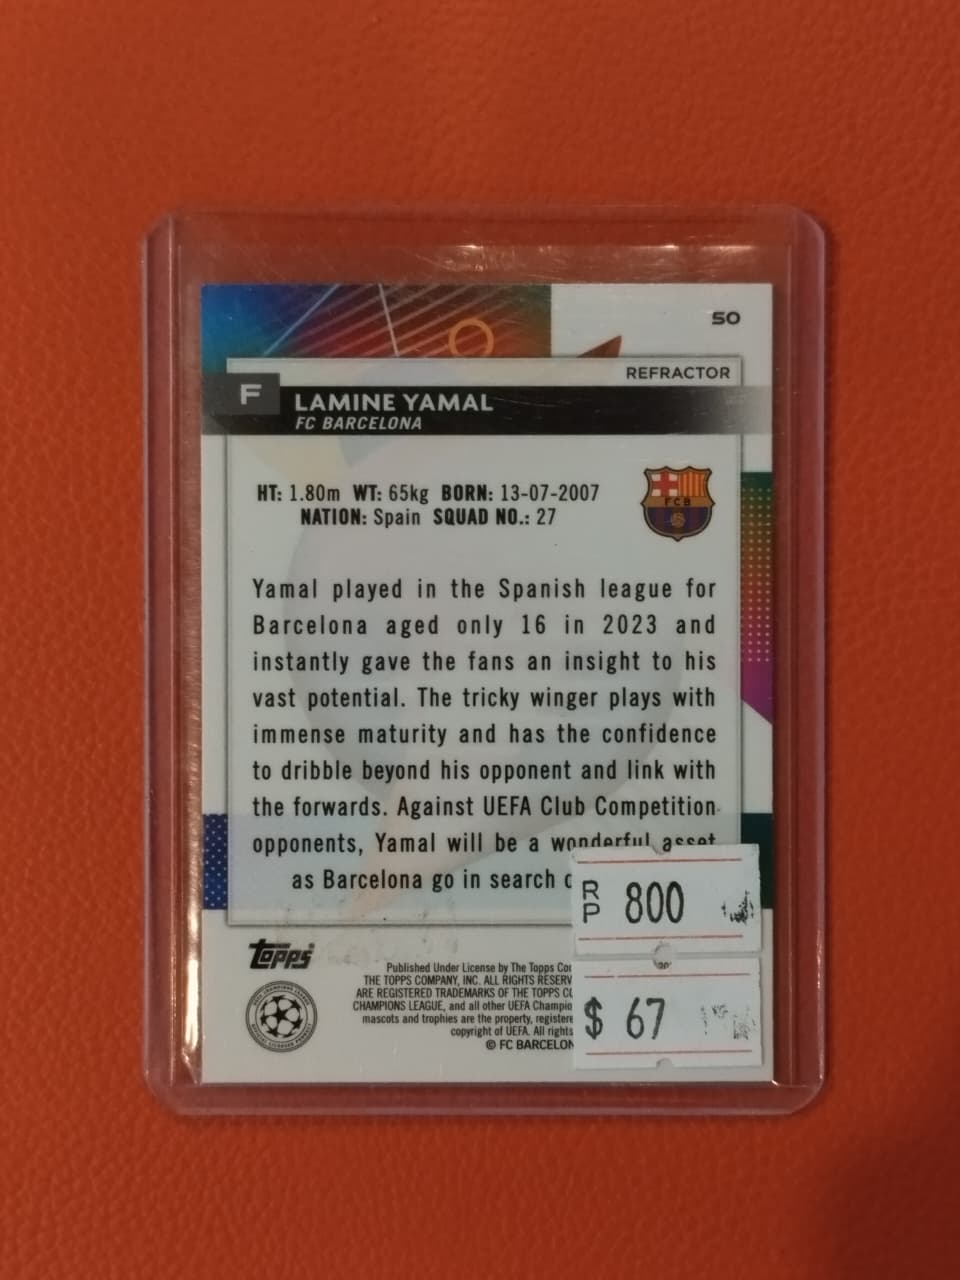 50
REFRACTOR
F
LAMINE YAMAL
FC BARCELONA
HT: 1.80m WT: 65kg BORN: 13-07-2007
NATION: Spain SQUAD NO.: 27
FCB
Yamal played in the Spanish league for
Barcelona aged only 16 in 2023 and
instantly gave the fans an insight to his
vast potential. The tricky winger plays with
immense maturity and has the confidence
to dribble beyond his opponent and link with
the forwards. Against UEFA Club Competition
opponents, Yamal will be a wonderful asset
as Barcelona go in search
RP 800
Topps
Published Under License by The Topps
THE TOPPS COMPANY, INC. ALL RIGHTS
ARE REGISTERED TRADEMARKS OF THE TOPPS
CHAMPIONS LEAGUE, and all other UEFA
mascots and trophies are the property,
copyright of UEFA. All rights
© FC
$ 67